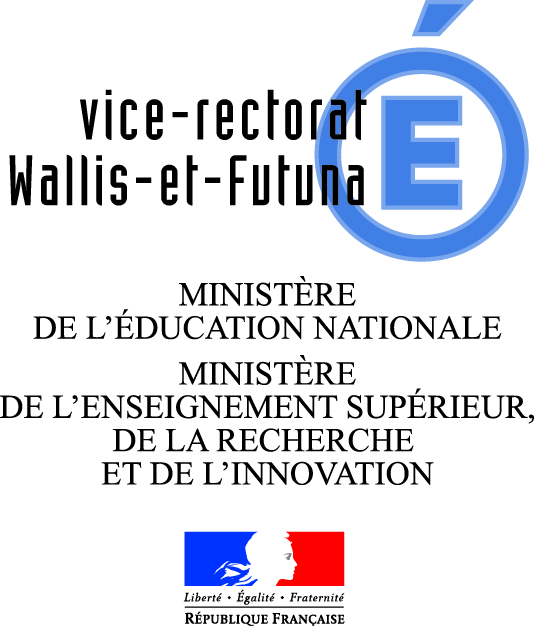 vice-rectorat
Wallis-et-Futuna
É
MINISTÈRE
DE L’ÉDUCATION NATIONALE
MINISTÈRE
DE L’ENSEIGNEMENT SUPÉRIEUR,
DE LA RECHERCHE
ET DE L’INNOVATION
Liberté • Égalité • Fraternité
RÉPUBLIQUE FRANÇAISE